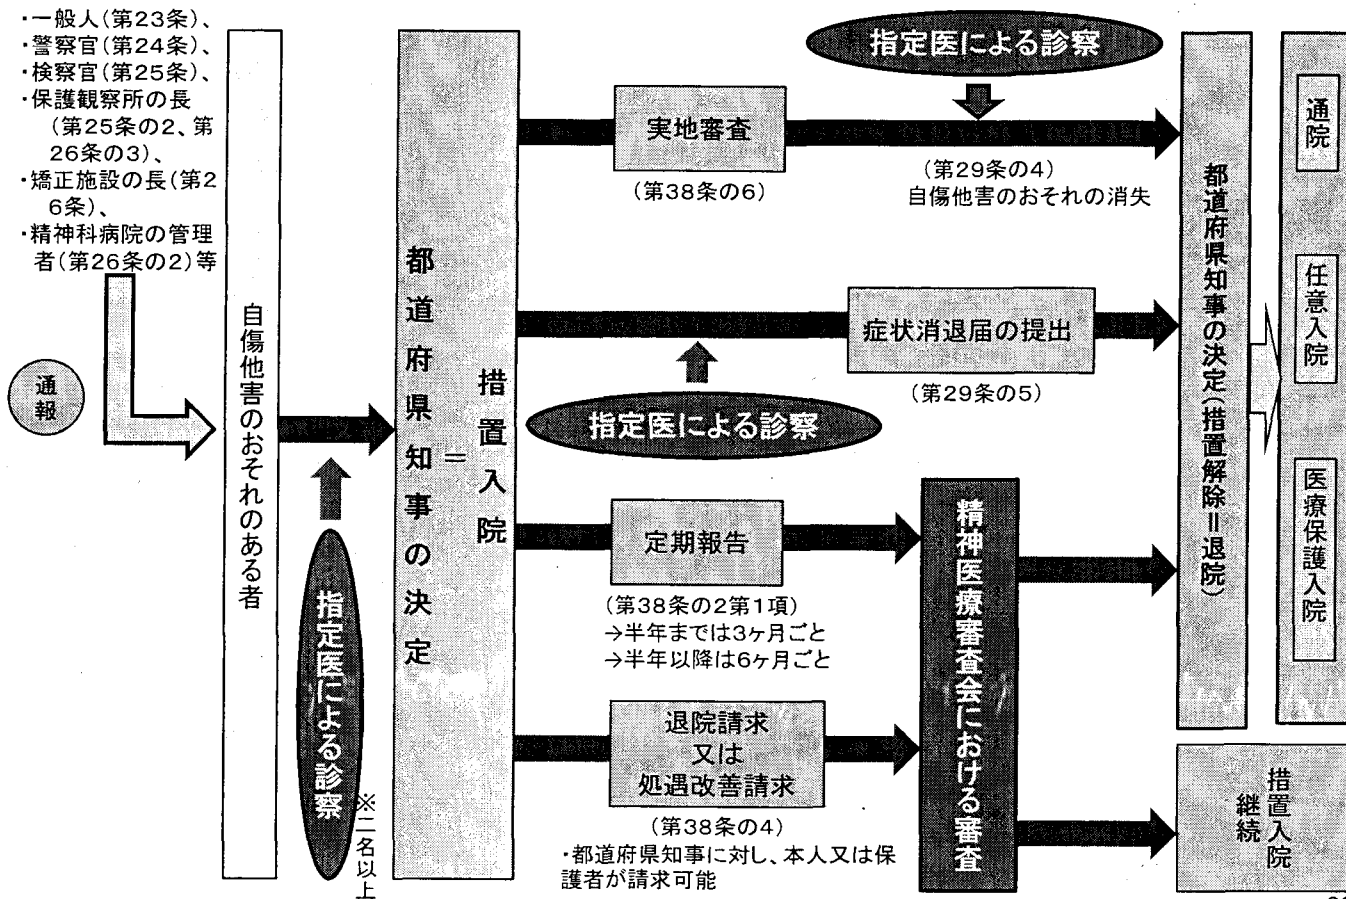 ・一般人(第23条)、
・警察官(第24条)、
・検察官(第25条)、
・保護観察所の長
(第25条の2、第
26条の3)、
・矯正施設の長(第2
6条)、
・精神科病院の管理
者(第26条の2)等
通報
自傷他害のおそれのある者
指定医による診察
※二名以上
都道府県知事の決定
＝
措置入院
実地審査
(第38条の6)
指定医による診察
(第29条の4)
自傷他害のおそれの消失
指定医による診察
症状消退届の提出
(第29条の5)
定期報告
(第38条の2第1項)
→半年までは3ヶ月ごと
→半年以降は6ヶ月ごと
退院請求
又は
処遇改善請求
(第38条の4)
・都道府県知事に対し、本人又は保
護者が請求可能
精神医療審査会における審査
都道府県知事の決定(措置解除＝退院)
通院
任意入院
医療保護入院
措置入院
継続